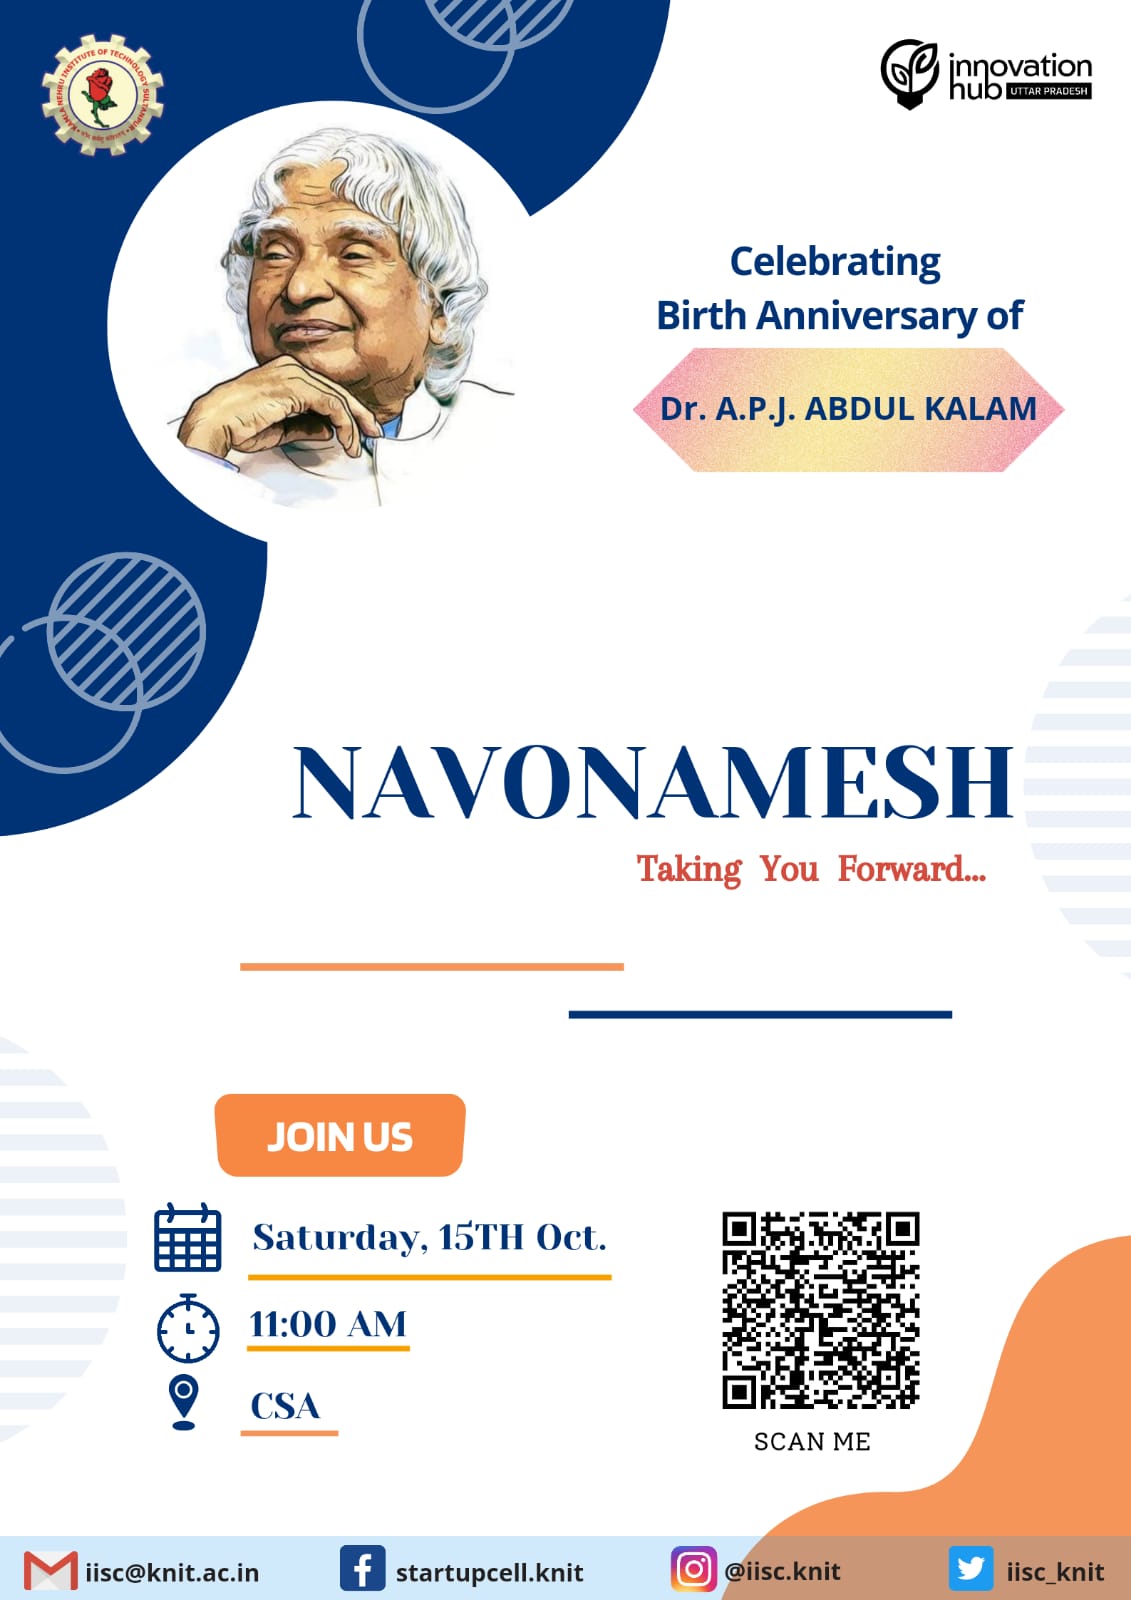 KAMLA NEHRU INSTITUTE OF TECHNOLOGY SULTANPUR
innovation
hub UTTAR PRADESH
Celebrating
Birth Anniversary of
Dr. A.P.J. ABDUL KALAM
NAVONAMESH
Taking You Forward...
JOIN US
Saturday, 15TH Oct.
11:00 AM
CSA
SCAN ME
iisc@knit.ac.in
startupcell.knit
@iisc.knit
iisc_knit